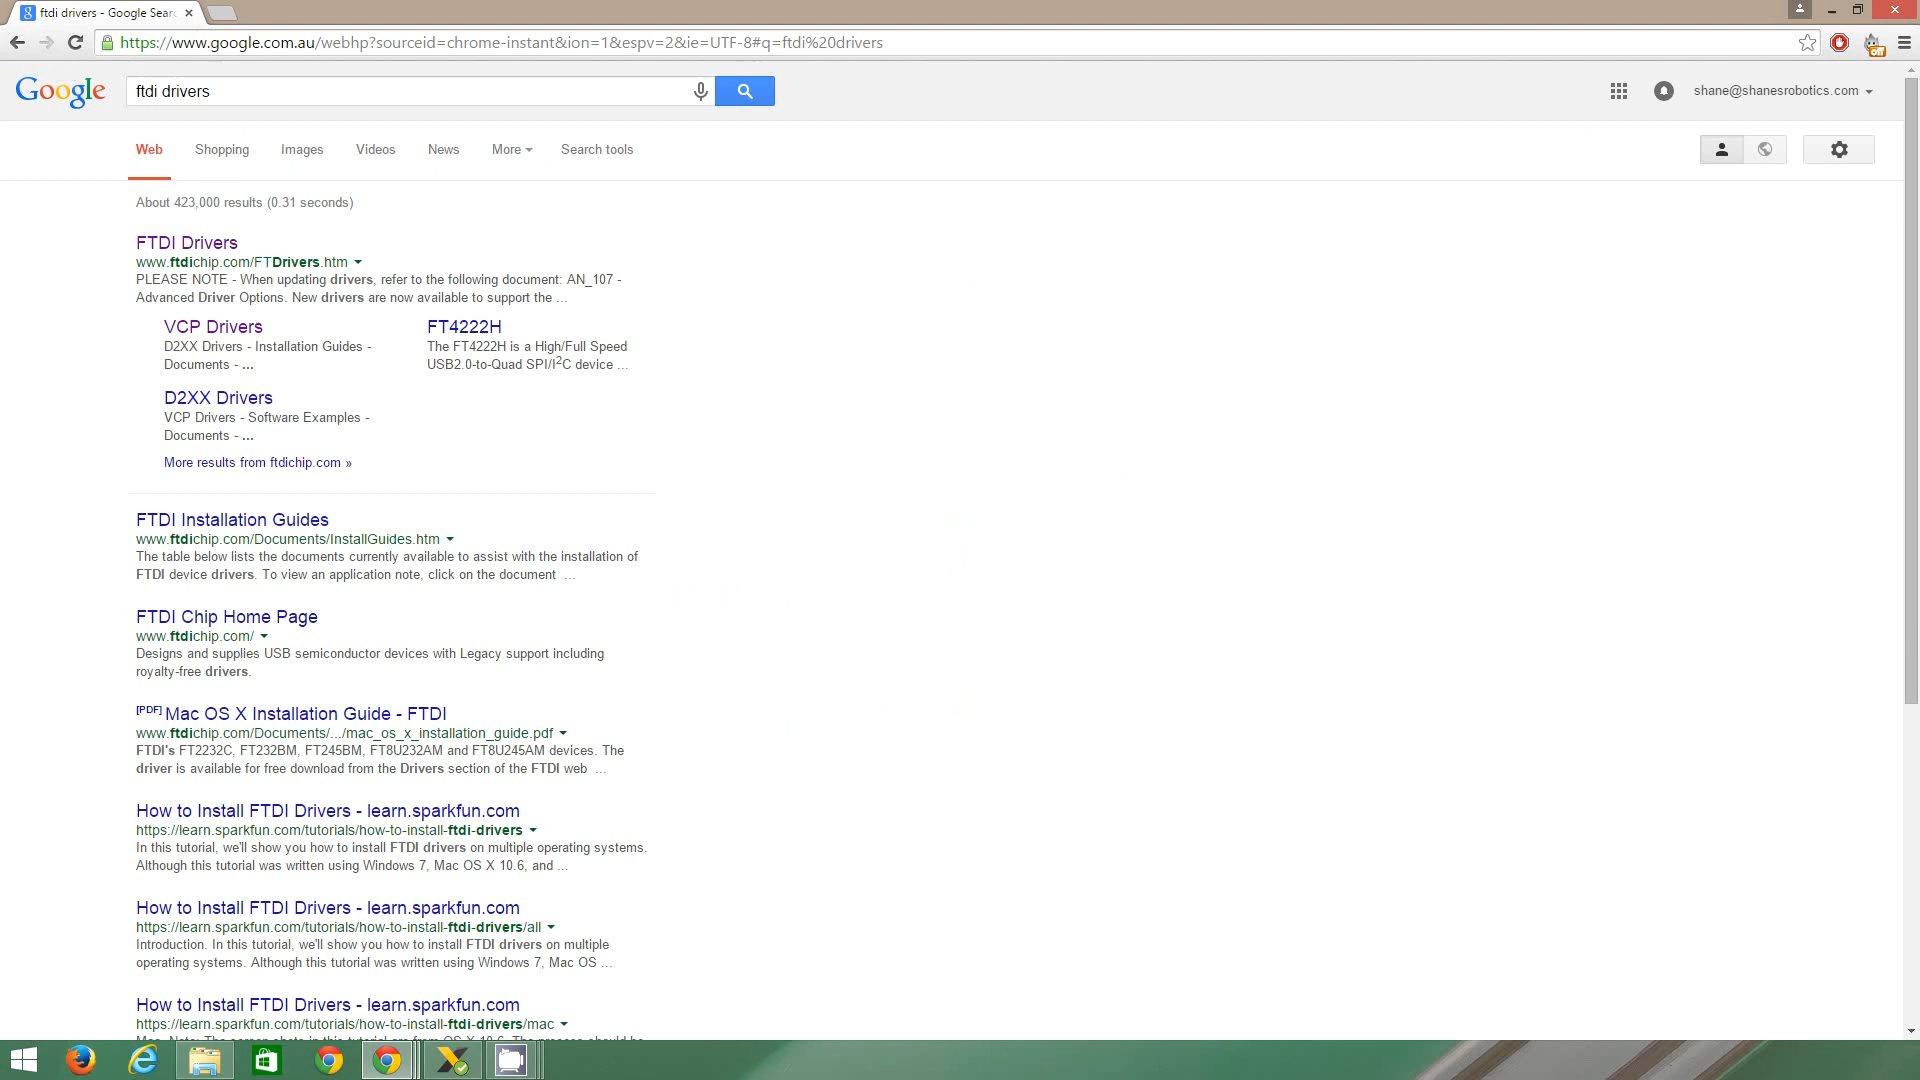 ftdi drivers - Google Sear
https://www.google.com.au/webhp?sourceid=chrome-instant&ion=1&espv=2&ie=UTF-8#q=ftdi%20drivers
Google
ftdi drivers
shane@shanesrobotics.com
Web Shopping Images Videos News More Search tools
About 423,000 results (0.31 seconds)
FTDI Drivers
www.ftdichip.com/FTDrivers.htm
PLEASE NOTE - When updating drivers, refer to the following document: AN_107 -
Advanced Driver Options. New drivers are now available to support the ...
VCP Drivers
D2XX Drivers - Installation Guides -
Documents - ...
FT4222H
The FT4222H is a High/Full Speed
USB2.0-to-Quad SPI/I2C device ...
D2XX Drivers
VCP Drivers - Software Examples -
Documents - ...
More results from ftdichip.com »
FTDI Installation Guides
www.ftdichip.com/Documents/InstallGuides.htm
The table below lists the documents currently available to assist with the installation of
FTDI device drivers. To view an application note, click on the document ...
FTDI Chip Home Page
www.ftdichip.com/
Designs and supplies USB semiconductor devices with Legacy support including
royalty-free drivers.
[PDF] Mac OS X Installation Guide - FTDI
www.ftdichip.com/Documents/.../mac_os_x_installation_guide.pdf
FTDI's FT2232C, FT232BM, FT245BM, FT8U232AM and FT8U245AM devices. The
driver is available for free download from the Drivers section of the FTDI web ...
How to Install FTDI Drivers - learn.sparkfun.com
https://learn.sparkfun.com/tutorials/how-to-install-ftdi-drivers
In this tutorial, we'll show you how to install FTDI drivers on multiple operating systems.
Although this tutorial was written using Windows 7, Mac OS X 10.6, and ...
How to Install FTDI Drivers - learn.sparkfun.com
https://learn.sparkfun.com/tutorials/how-to-install-ftdi-drivers/all
Introduction. In this tutorial, we'll show you how to install FTDI drivers on multiple
operating systems. Although this tutorial was written using Windows 7, Mac OS ...
How to Install FTDI Drivers - learn.sparkfun.com
https://learn.sparkfun.com/tutorials/how-to-install-ftdi-drivers/mac